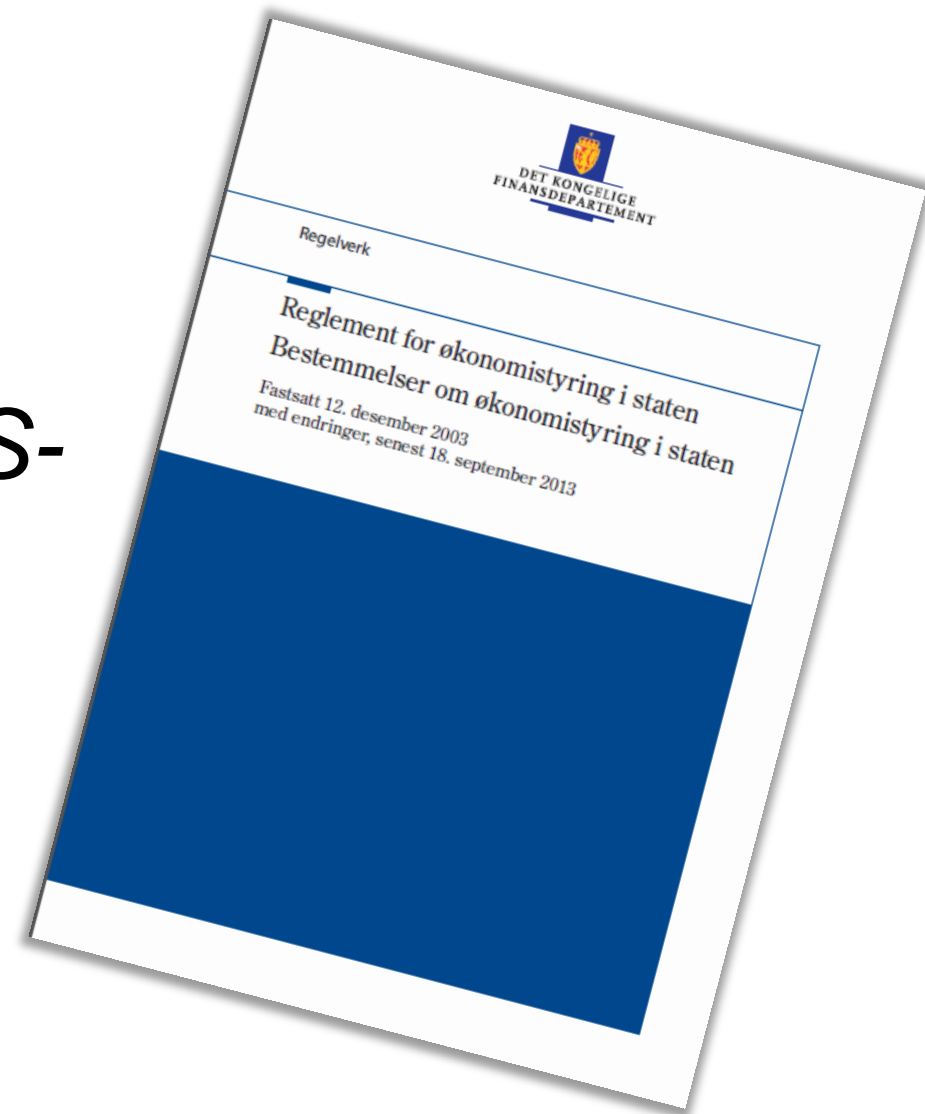 DET KONGELIGE
FINANSDEPARTEMENT
Regelverk
Reglement for økonomistyring i staten
Bestemmelser om økonomistyring i staten
Fastsatt 12. desember 2003
med endringer, senest 18. september 2013
S-